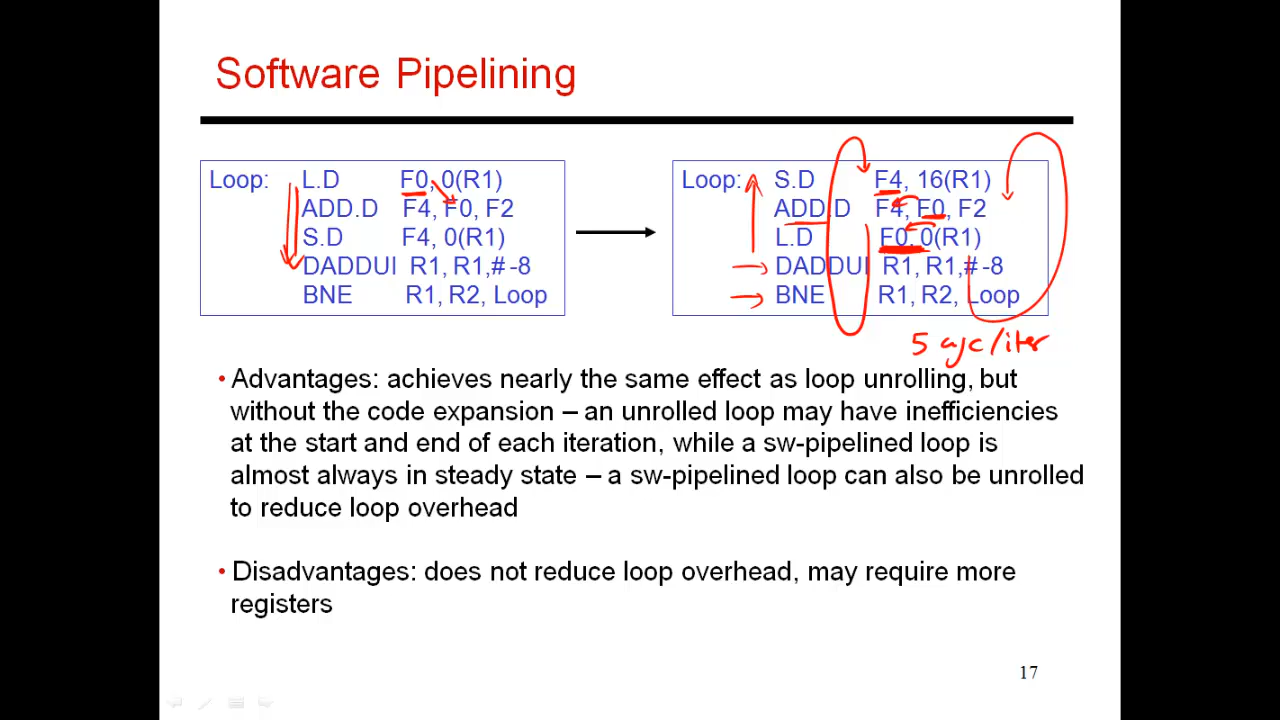 Software Pipelining
Loop: L.D F0, 0(R1)
ADD.D F4, F0, F2
S.D F4, 0(R1)
DADDUI R1, R1,# -8
BNE R1, R2, Loop
Loop: S.D F4, 16(R1)
ADD.D F4, F0, F2
L.D F0, 0(R1)
DADDUI R1, R1,# -8
BNE R1, R2, Loop
5 cyc/iter
• Advantages: achieves nearly the same effect as loop unrolling, but
without the code expansion – an unrolled loop may have inefficiencies
at the start and end of each iteration, while a sw-pipelined loop is
almost always in steady state – a sw-pipelined loop can also be unrolled
to reduce loop overhead
• Disadvantages: does not reduce loop overhead, may require more
registers
17